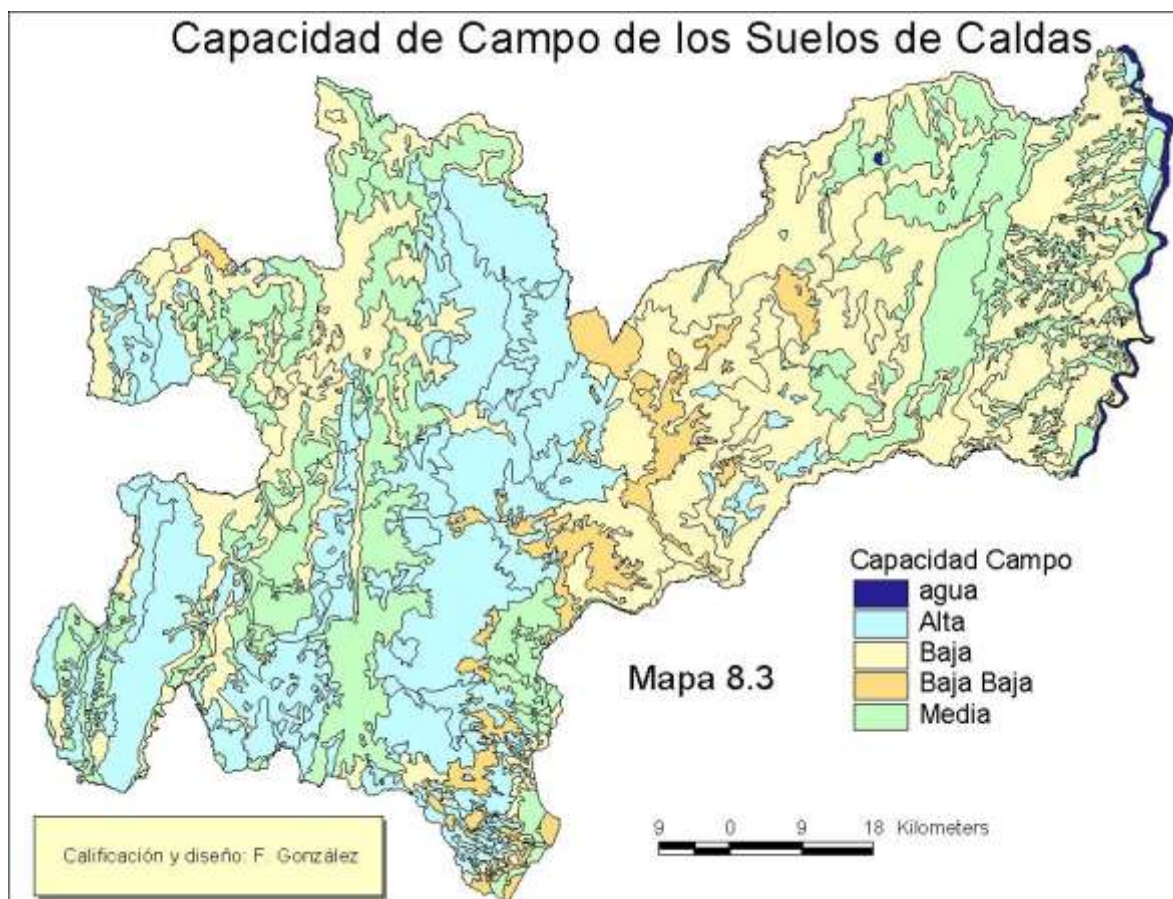 Capacidad de Campo de los Suelos de Caldas
Capacidad Campo
agua
Alta
Baja
Baja Baja
Media
Mapa 8.3
9 0 9 18 Kilometers
Calificación y diseño: F. González